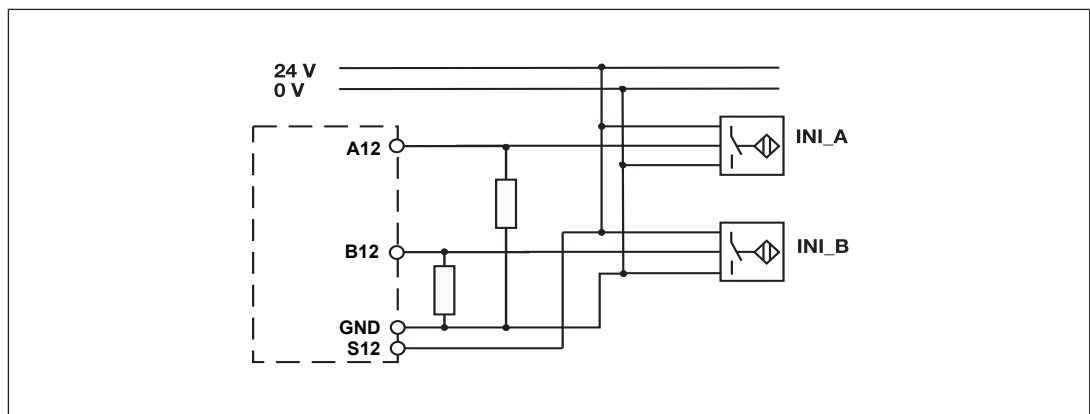 24 V
0 V
A12
INI_A
B12
INI_B
GND
S12